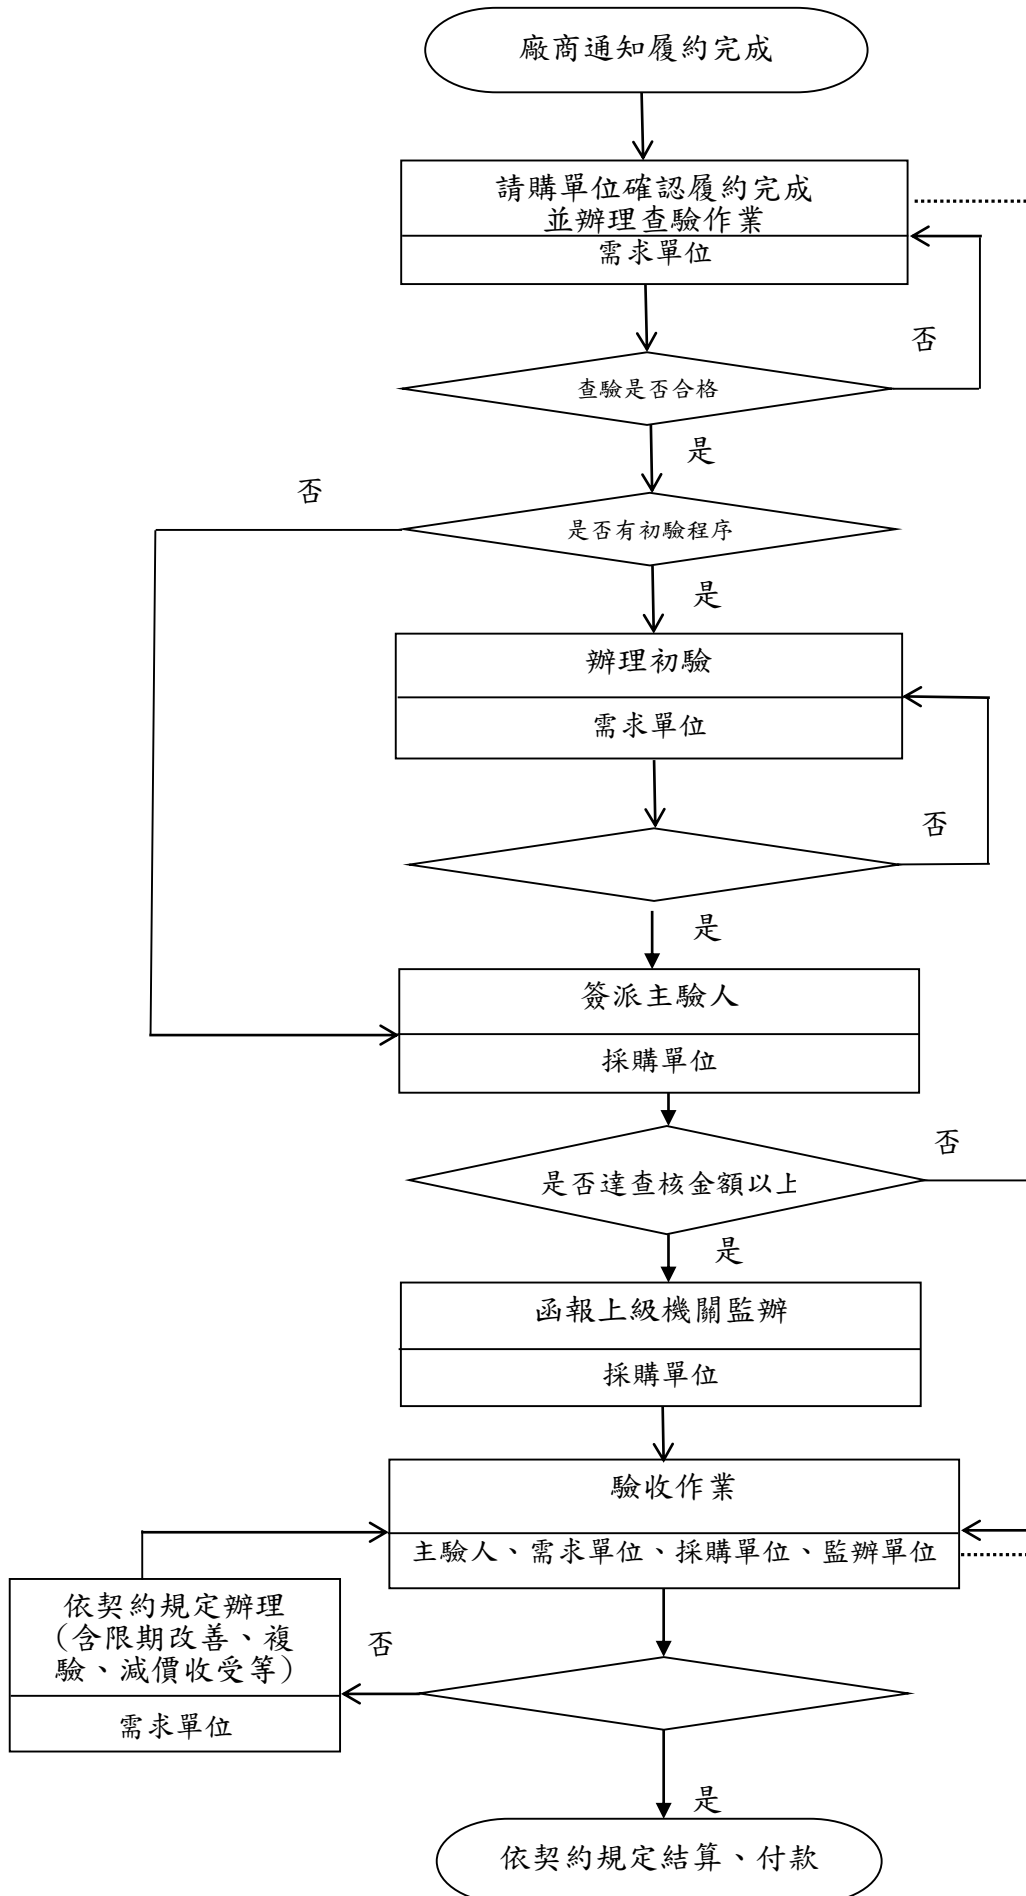 廠商通知履約完成
請購單位確認履約完成
並辦理查驗作業
需求單位
否
查驗是否合格
是
否
是否有初驗程序
是
辦理初驗
需求單位
否
是
簽派主驗人
採購單位
否
是否達查核金額以上
是
函報上級機關監辦
採購單位
驗收作業
主驗人、需求單位、採購單位、監辦單位
依契約規定辦理
(含限期改善、複
驗、減價收受等)
否
需求單位
是
依契約規定結算、付款